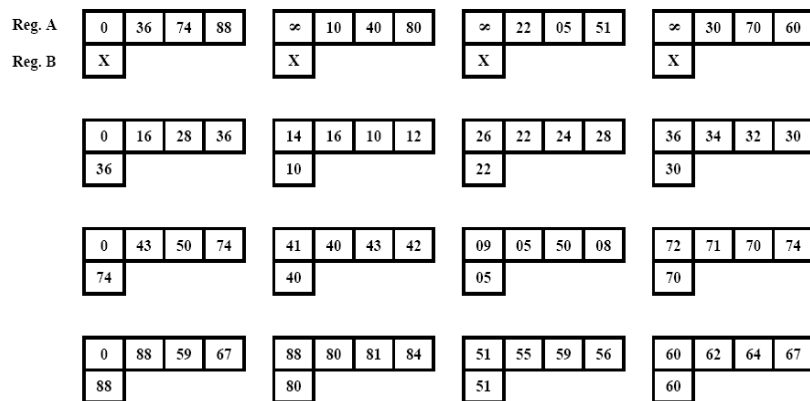 Reg. A 0 36 74 88 ∞ 10 40 80 ∞ 22 05 51 ∞ 30 70 60
Reg. B X X X X
0 16 28 36 14 16 10 12 26 22 24 28 36 34 32 30
36 10 22 30
0 43 50 74 41 40 43 42 09 05 50 08 72 71 70 74
74 40 05 70
0 88 59 67 88 80 81 84 51 55 59 56 60 62 64 67
88 80 51 60